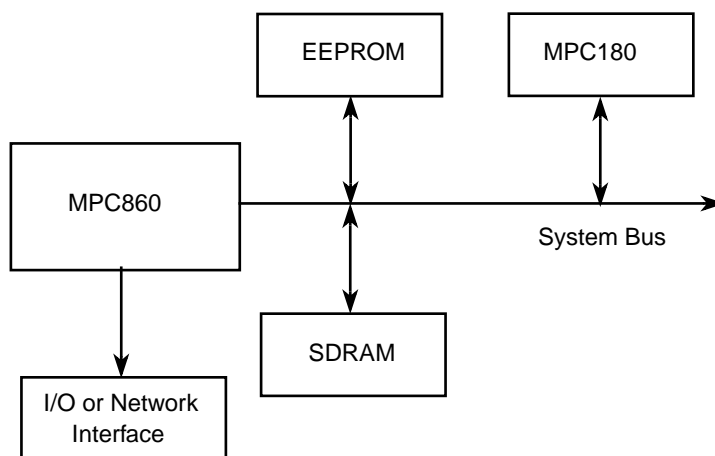 EEPROM
MPC180
MPC860
System Bus
SDRAM
I/O or Network
Interface